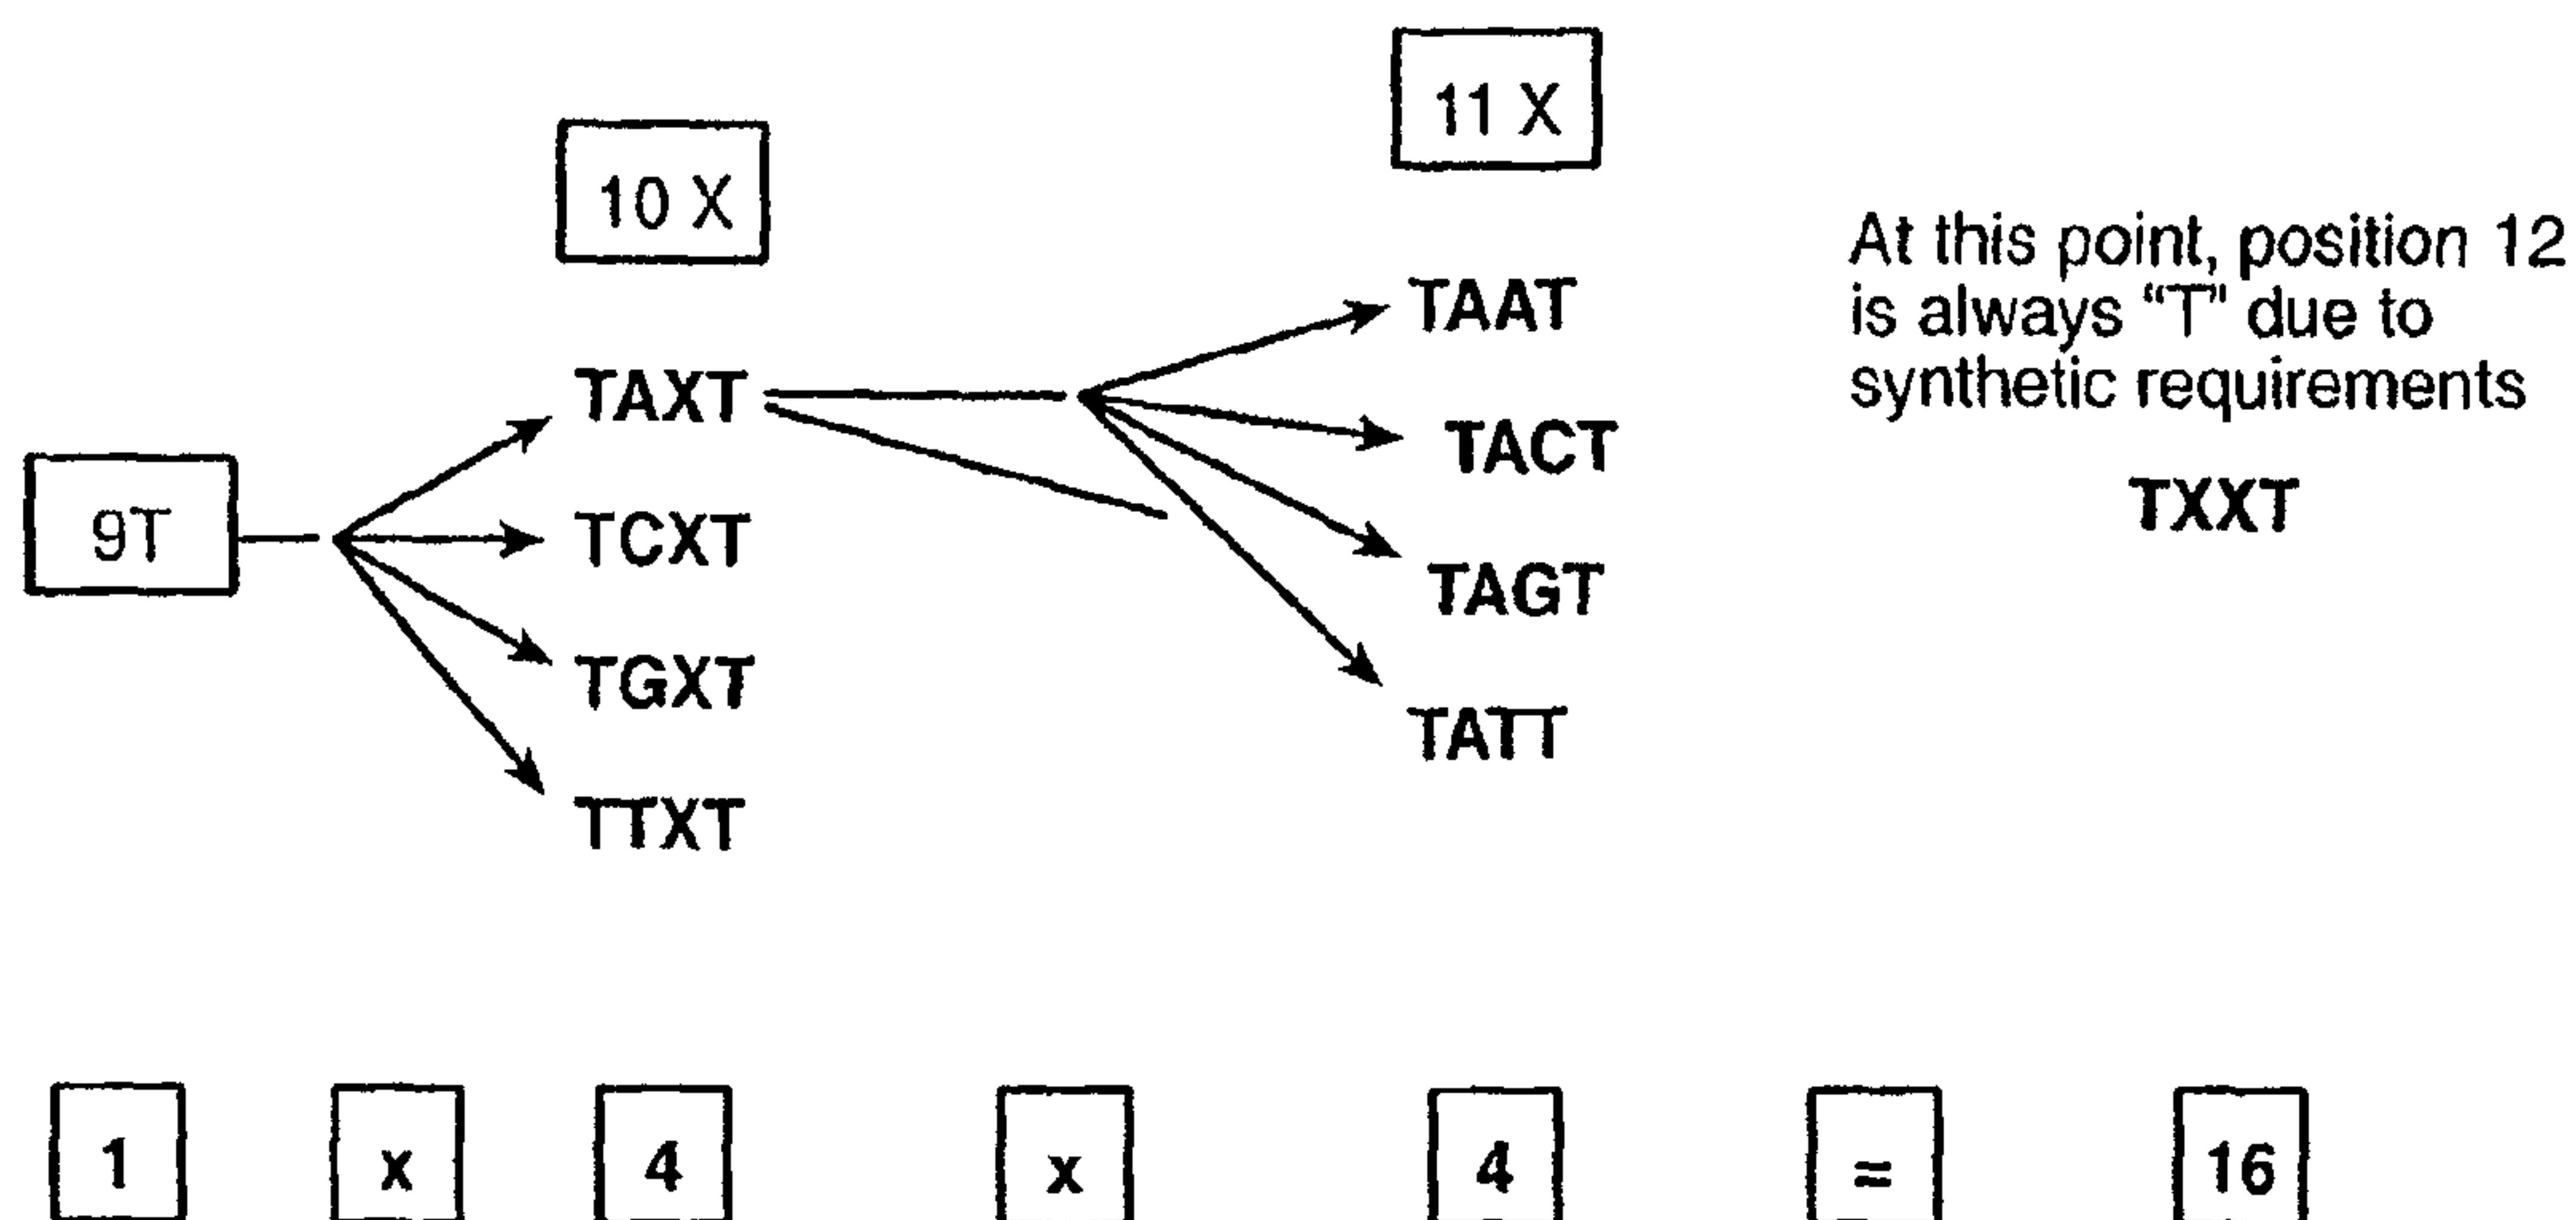 11 X
10 X
At this point, position 12
is always “T” due to
synthetic requirements
TAAT
TAXT
TACT
9T
TCXT
TXXT
TAGT
TGXT
TATT
TTXT
1 x 4 x 4 = 16